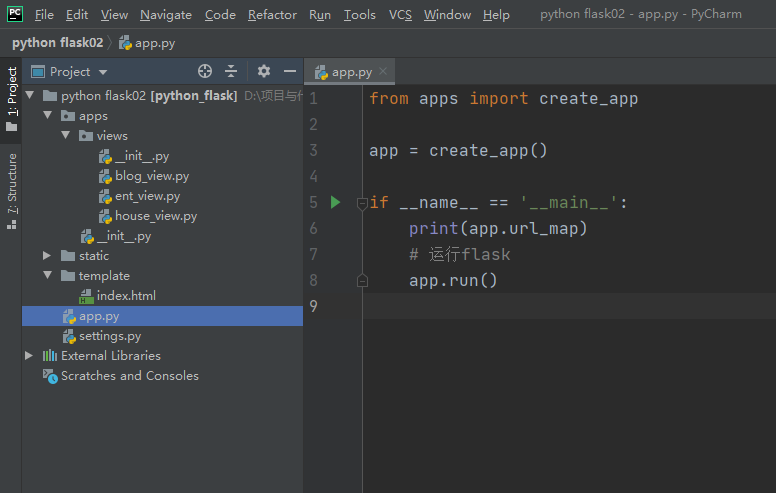 PC File Edit View Navigate Code Refactor Run Tools VCS Window Help python flask02 - app.py - PyCharm
python flask02 app.py
1: Project
7: Structure
Project
python flask02 [python_flask] D:\项目与
apps
views
__init__.py
blog_view.py
ent_view.py
house_view.py
__init__.py
static
template
index.html
app.py
settings.py
External Libraries
Scratches and Consoles
app.py
1 from apps import create_app
2
3 app = create_app()
4
5 if __name__ == '__main__':
6 print(app.url_map)
7 # 运行flask
8 app.run()
9